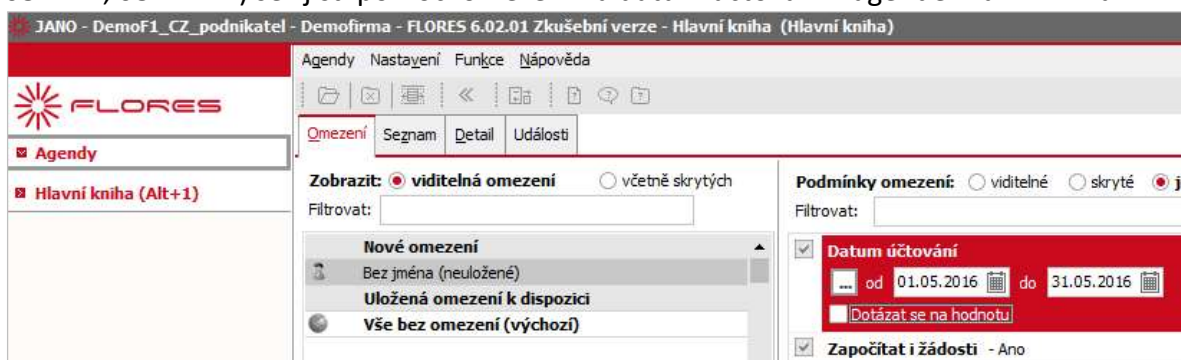 JANO - DemoF1_CZ_podnikatel - Demofirma - FLORES 6.02.01 Zkušební verze - Hlavní kniha (Hlavní kniha)
Agendy Nastavení Funkce Nápověda
FLORES
Omezení Seznam Detail Události
Agendy
Hlavní kniha (Alt+1)
Zobrazit: viditelná omezení včetně skrytých
Filtrovat:
Nové omezení
Bez jména (neuložené)
Uložená omezení k dispozici
Vše bez omezení (výchozí)
Podmínky omezení: viditelné skryté
Filtrovat:
Datum účtování
... od 01.05.2016 do 31.05.2016
Dotázat se na hodnotu
Započítat i žádosti - Ano